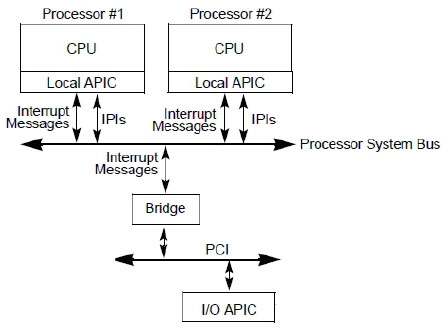 Processor #1
Processor #2
CPU
CPU
Local APIC
Local APIC
Interrupt
Messages
IPIs
Interrupt
Messages
IPIs
Processor System Bus
Interrupt
Messages
Bridge
PCI
I/O APIC